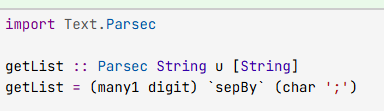 import Text.Parsec
getList :: Parsec String u [String]
getList = (many1 digit) `sepBy` (char ';')